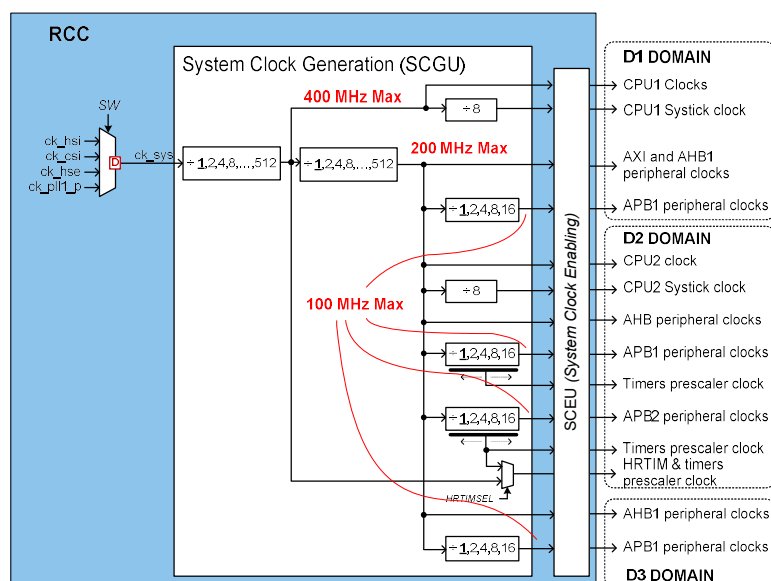 RCC
System Clock Generation (SCGU)
SW
ck_hsi
ck_csi
ck_hse
ck_pll1_p
D
ck_sys
÷ 1,2,4,8,...,512
÷ 1,2,4,8,...,512
400 MHz Max
200 MHz Max
100 MHz Max
÷8
÷1,2,4,8,16
÷8
÷1,2,4,8,16
÷1,2,4,8,16
HRTIMSEL
÷1,2,4,8,16
SCEU (System Clock Enabling)
D1 DOMAIN
CPU1 Clocks
CPU1 Systick clock
AXI and AHB1
peripheral clocks
APB1 peripheral clocks
D2 DOMAIN
CPU2 clock
CPU2 Systick clock
AHB peripheral clocks
APB1 peripheral clocks
Timers prescaler clock
APB2 peripheral clocks
Timers prescaler clock
HRTIM & timers
prescaler clock
AHB1 peripheral clocks
APB1 peripheral clocks
D3 DOMAIN